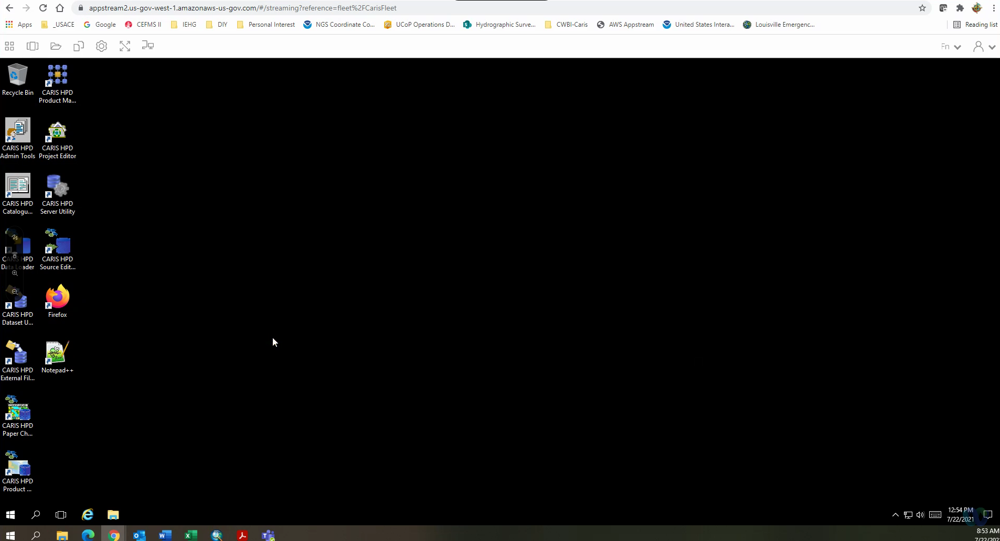 appstream2.us-gov-west-1.amazonaws-us-gov.com/#/streaming?reference=fleet%2FCarisFleet
Apps _USACE Google CEFMS II IEHG DIY Personal Interest NGS Coordinate Co... UCoP Operations D... Hydrographic Surve... CWBI-Caris AWS Appstream United States Intera... Louisville Emergenc... Reading list
Fn
Recycle Bin
CARIS HPD
Product Ma...
CARIS HPD
Admin Tools
CARIS HPD
Project Editor
CARIS HPD
Catalogu...
CARIS HPD
Server Utility
CARIS HPD
Data Loader
CARIS HPD
Source Edit...
CARIS HPD
Dataset U...
Firefox
CARIS HPD
External Fil...
Notepad++
CARIS HPD
Paper Ch...
CARIS HPD
Product ...
12:54 PM
7/22/2021
8:53 AM
7/22/202